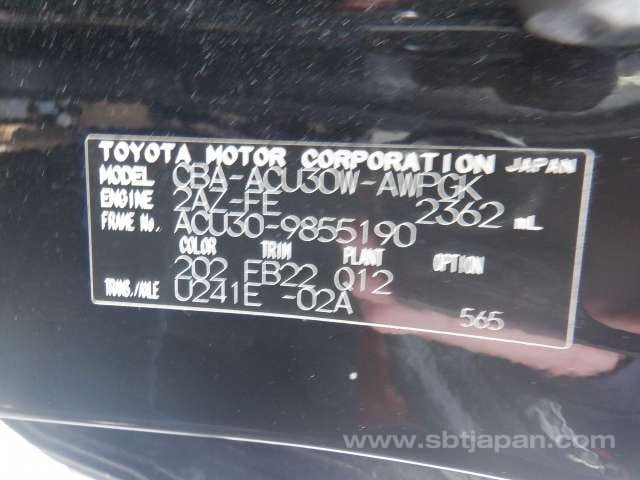 TOYOTA MOTOR CORPORATION JAPAN
MODEL CBA-ACU30W-AWPGK
ENGINE 2AZ-FE 2362 mL
FRAME No. ACU30-9855190
COLOR TRIM PLANT OPTION
202 FB22 Q12
TRANS./AXLE U241E -02A
565
www.sbtjapan.com